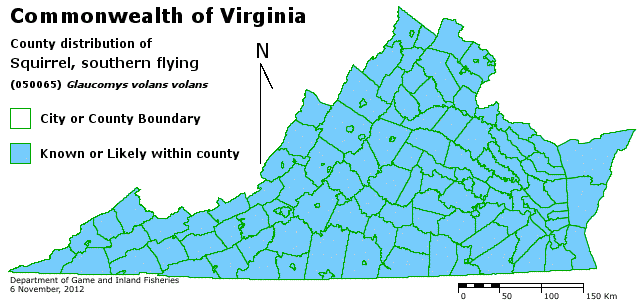 Commonwealth of Virginia
County distribution of
Squirrel, southern flying
(050065) Glaucomys volans volans
N
City or County Boundary
Known or Likely within county
Department of Game and Inland Fisheries
6 November, 2012
0 50 100 150 Km